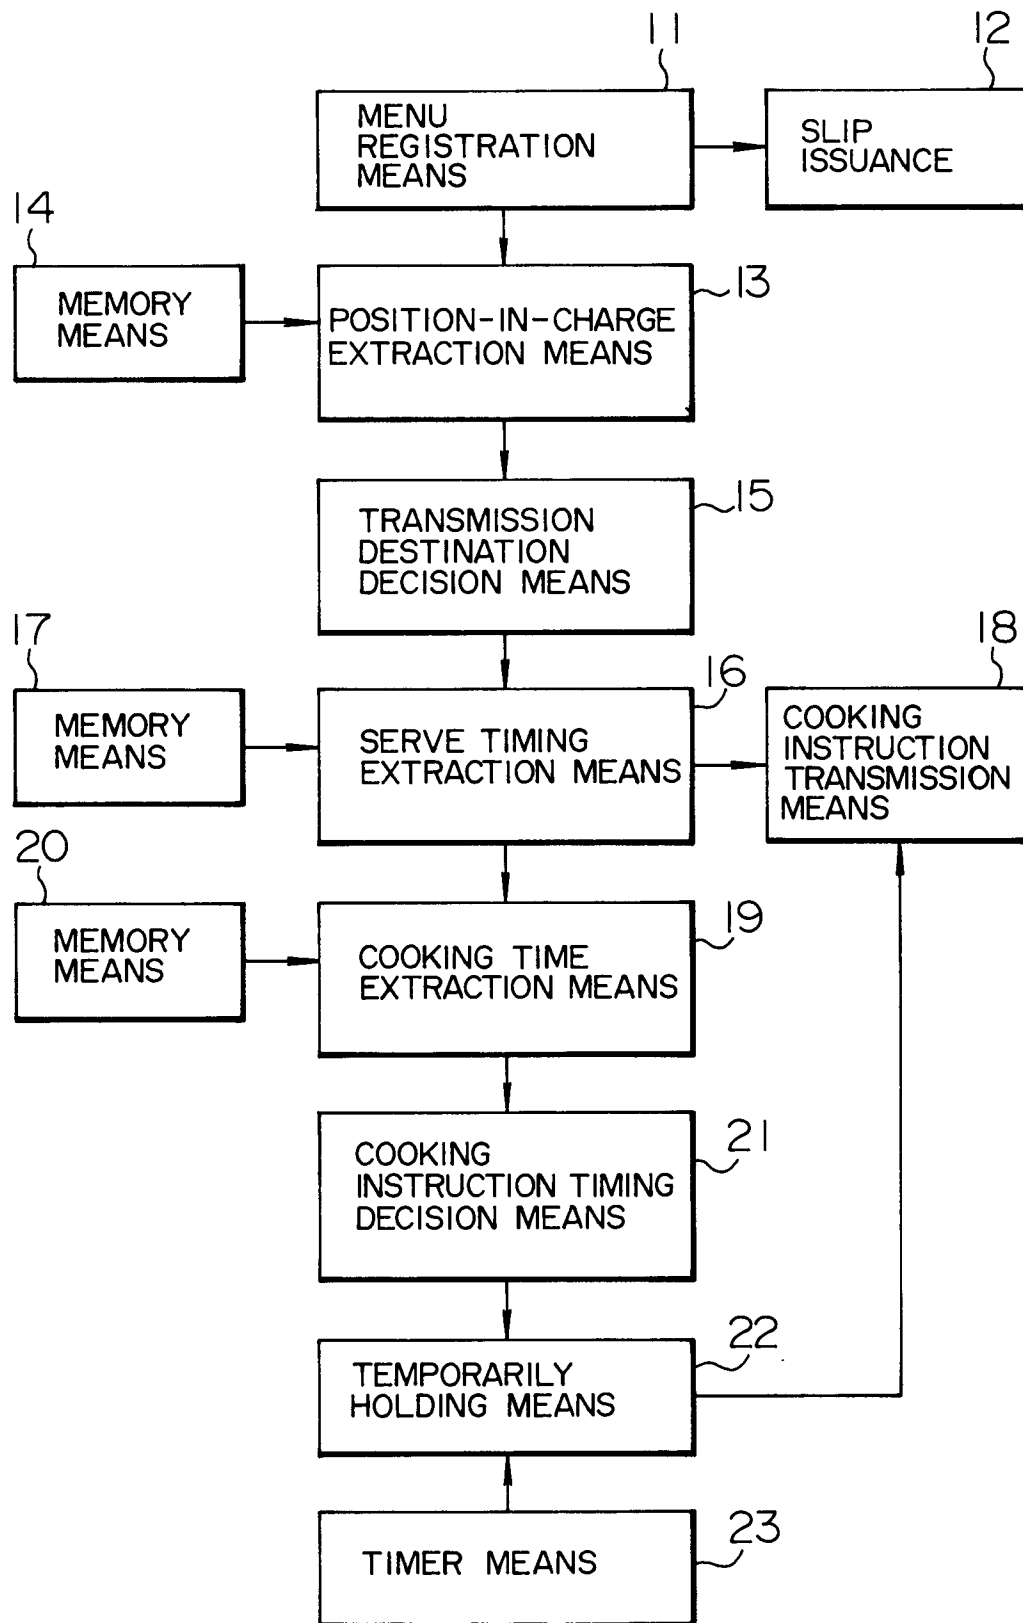 11
12
MENU
REGISTRATION
MEANS
SLIP
ISSUANCE
14
13
MEMORY
MEANS
POSITION-IN-CHARGE
EXTRACTION MEANS
15
TRANSMISSION
DESTINATION
DECISION MEANS
17
16
18
MEMORY
MEANS
SERVE TIMING
EXTRACTION MEANS
COOKING
INSTRUCTION
TRANSMISSION
MEANS
20
19
MEMORY
MEANS
COOKING TIME
EXTRACTION MEANS
21
COOKING
INSTRUCTION TIMING
DECISION MEANS
22
TEMPORARILY
HOLDING MEANS
23
TIMER MEANS